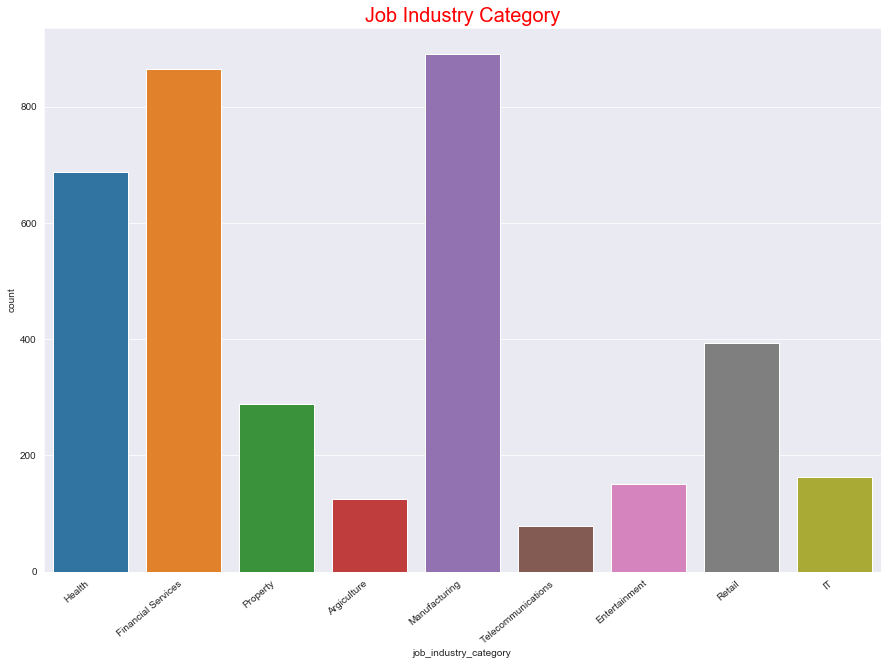 Job Industry Category
800
600
400
200
0
count
Health
Financial Services
Property
Argiculture
Manufacturing
Telecommunications
Entertainment
Retail
IT
job_industry_category